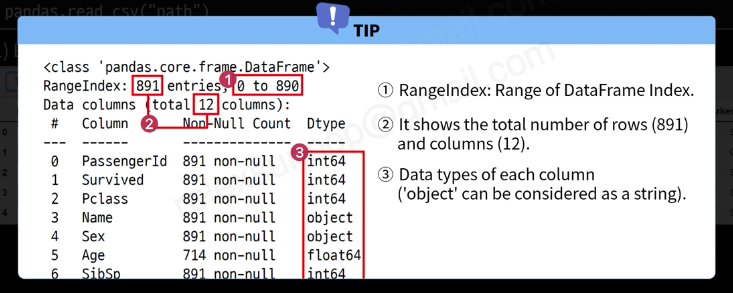 pandas.read_csv("path")
TIP
<class 'pandas.core.frame.DataFrame'>
RangeIndex: 891 entries, 0 to 890
Data columns (total 12 columns):
# Column Non-Null Count Dtype
--- ------ -------------- -----
0 PassengerId 891 non-null int64
1 Survived 891 non-null int64
2 Pclass 891 non-null int64
3 Name 891 non-null object
4 Sex 891 non-null object
5 Age 714 non-null float64
6 SibSp 891 non-null int64
1
2
3
① RangeIndex: Range of DataFrame Index.
② It shows the total number of rows (891)
and columns (12).
③ Data types of each column
('object' can be considered as a string).